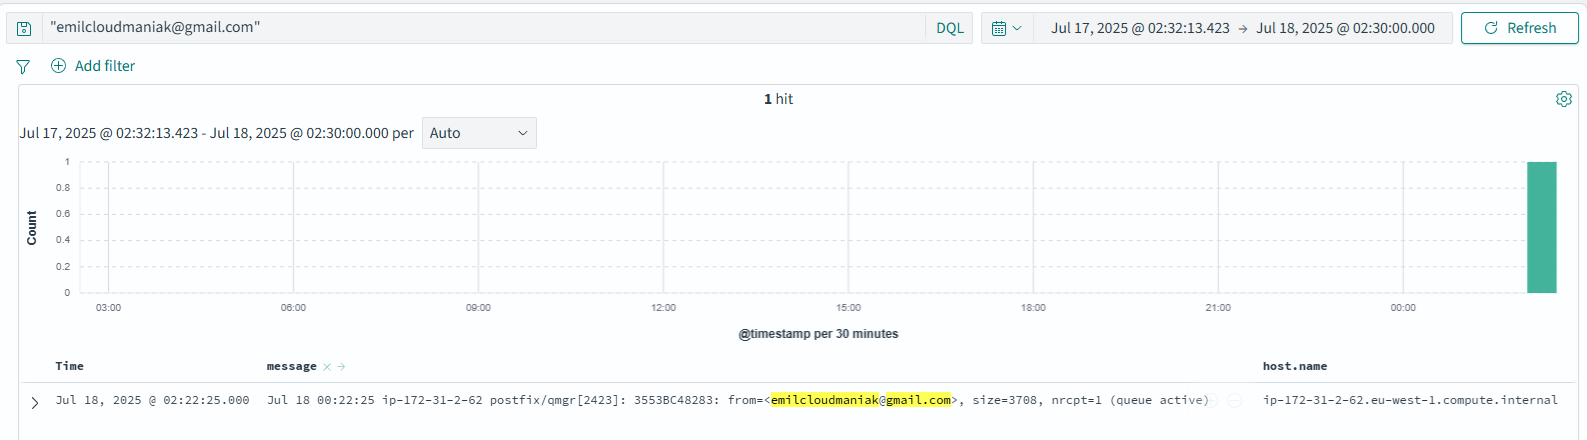 "emilcloudmaniak@gmail.com" DQL Jul 17, 2025 @ 02:32:13.423 → Jul 18, 2025 @ 02:30:00.000 Refresh
Add filter
1 hit
Jul 17, 2025 @ 02:32:13.423 - Jul 18, 2025 @ 02:30:00.000 per Auto
Count
1
0.8
0.6
0.4
0.2
0
03:00 06:00 09:00 12:00 15:00 18:00 21:00 00:00
@timestamp per 30 minutes
Time message host.name
Jul 18, 2025 @ 02:22:25.000 Jul 18 00:22:25 ip-172-31-2-62 postfix/qmgr[2423]: 3553BC48283: from=<emilcloudmaniak@gmail.com>, size=3708, nrcpt=1 (queue active) ip-172-31-2-62.eu-west-1.compute.internal